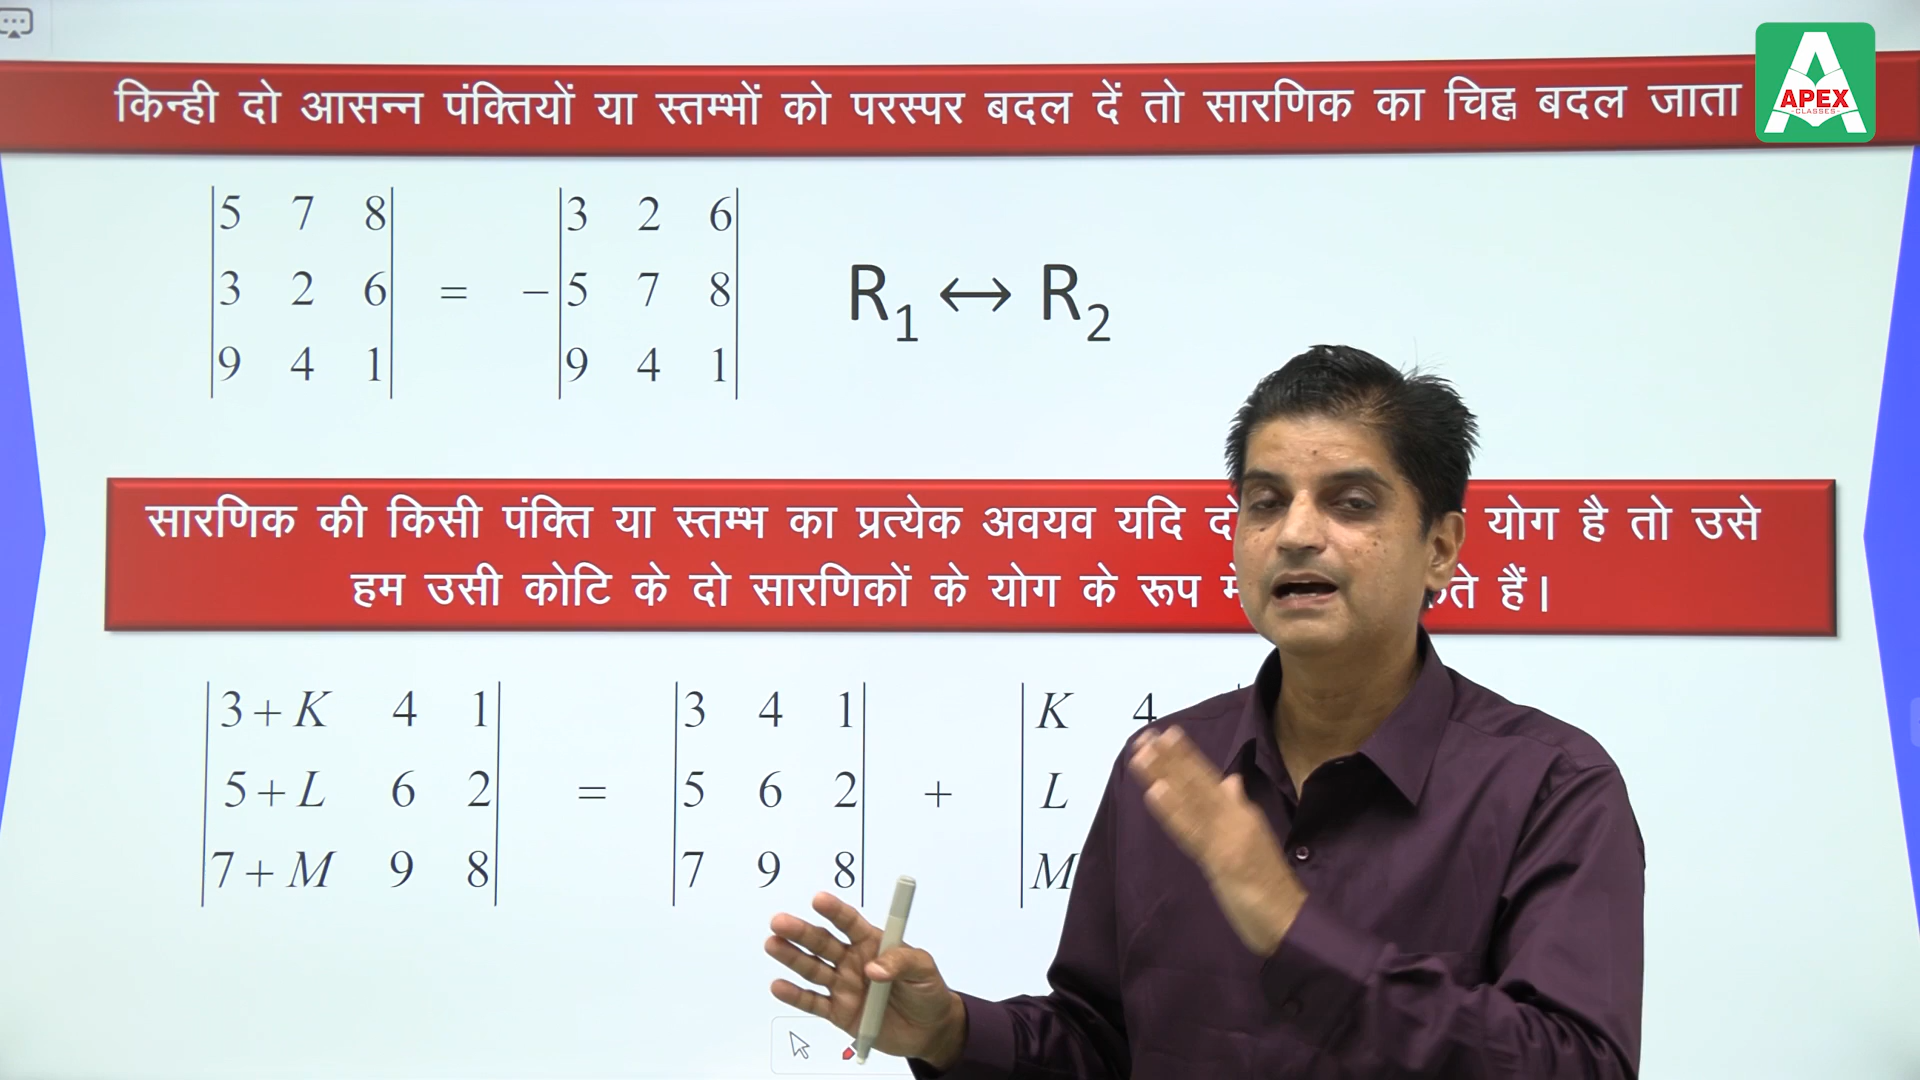 किन्ही दो आसन्न पंक्तियों या स्तम्भों को परस्पर बदल दें तो सारणिक का चिह्न बदल जाता
APEX
CLASSES
5 7 8
3 2 6
9 4 1
= −
3 2 6
5 7 8
9 4 1
R1 ↔ R2
सारणिक की किसी पंक्ति या स्तम्भ का प्रत्येक अवयव यदि योग है तो उसे
हम उसी कोटि के दो सारणिकों के योग के रूप हैं।
3 + K 4 1
5 + L 6 2
7 + M 9 8
=
3 4 1
5 6 2
7 9 8
+
K 4
L
M